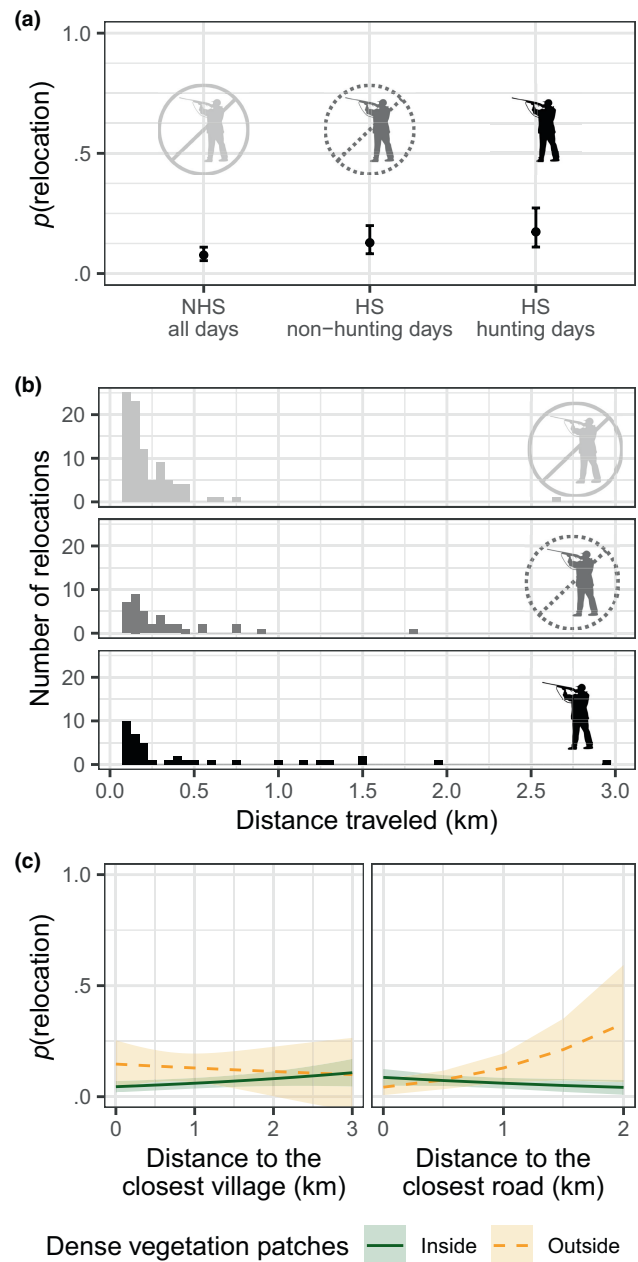 (a)
1.0
.5
.0
p(relocation)
NHS
all days
HS
non−hunting days
HS
hunting days
(b)
20
10
0
20
10
0
20
10
0
Number of relocations
0.0 0.5 1.0 1.5 2.0 2.5 3.0
Distance traveled (km)
(c)
1.0
.5
.0
p(relocation)
0 1 2 3
Distance to the
closest village (km)
0 1 2
Distance to the
closest road (km)
Dense vegetation patches Inside Outside